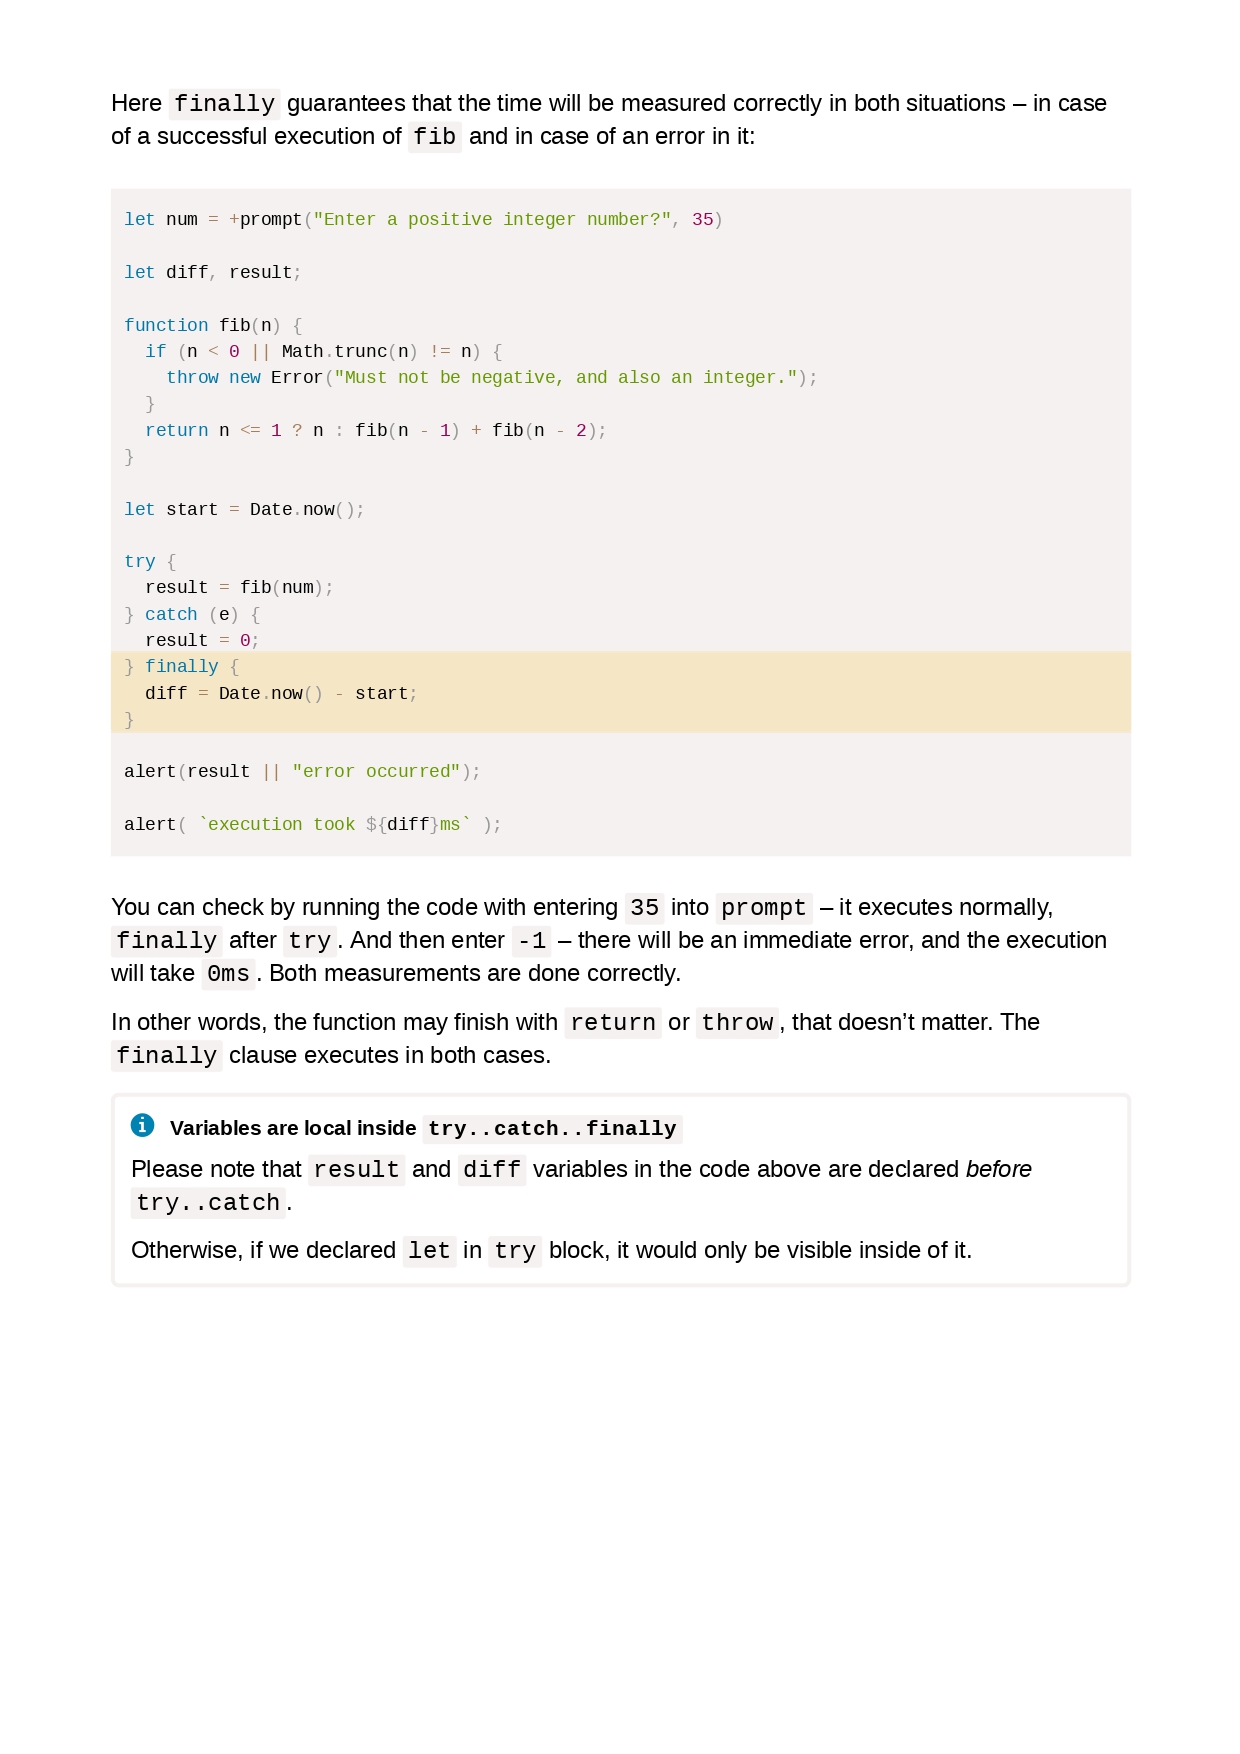 Here finally guarantees that the time will be measured correctly in both situations – in case
of a successful execution of fib and in case of an error in it:
let num = +prompt("Enter a positive integer number?", 35)
let diff, result;
function fib(n) {
  if (n < 0 || Math.trunc(n) != n) {
    throw new Error("Must not be negative, and also an integer.");
  }
  return n <= 1 ? n : fib(n - 1) + fib(n - 2);
}
let start = Date.now();
try {
  result = fib(num);
} catch (e) {
  result = 0;
} finally {
  diff = Date.now() - start;
}
alert(result || "error occurred");
alert( `execution took ${diff}ms` );
You can check by running the code with entering 35 into prompt – it executes normally,
finally after try. And then enter -1 – there will be an immediate error, and the execution
will take 0ms. Both measurements are done correctly.
In other words, the function may finish with return or throw, that doesn’t matter. The
finally clause executes in both cases.
Variables are local inside try..catch..finally
Please note that result and diff variables in the code above are declared before
try..catch.
Otherwise, if we declared let in try block, it would only be visible inside of it.